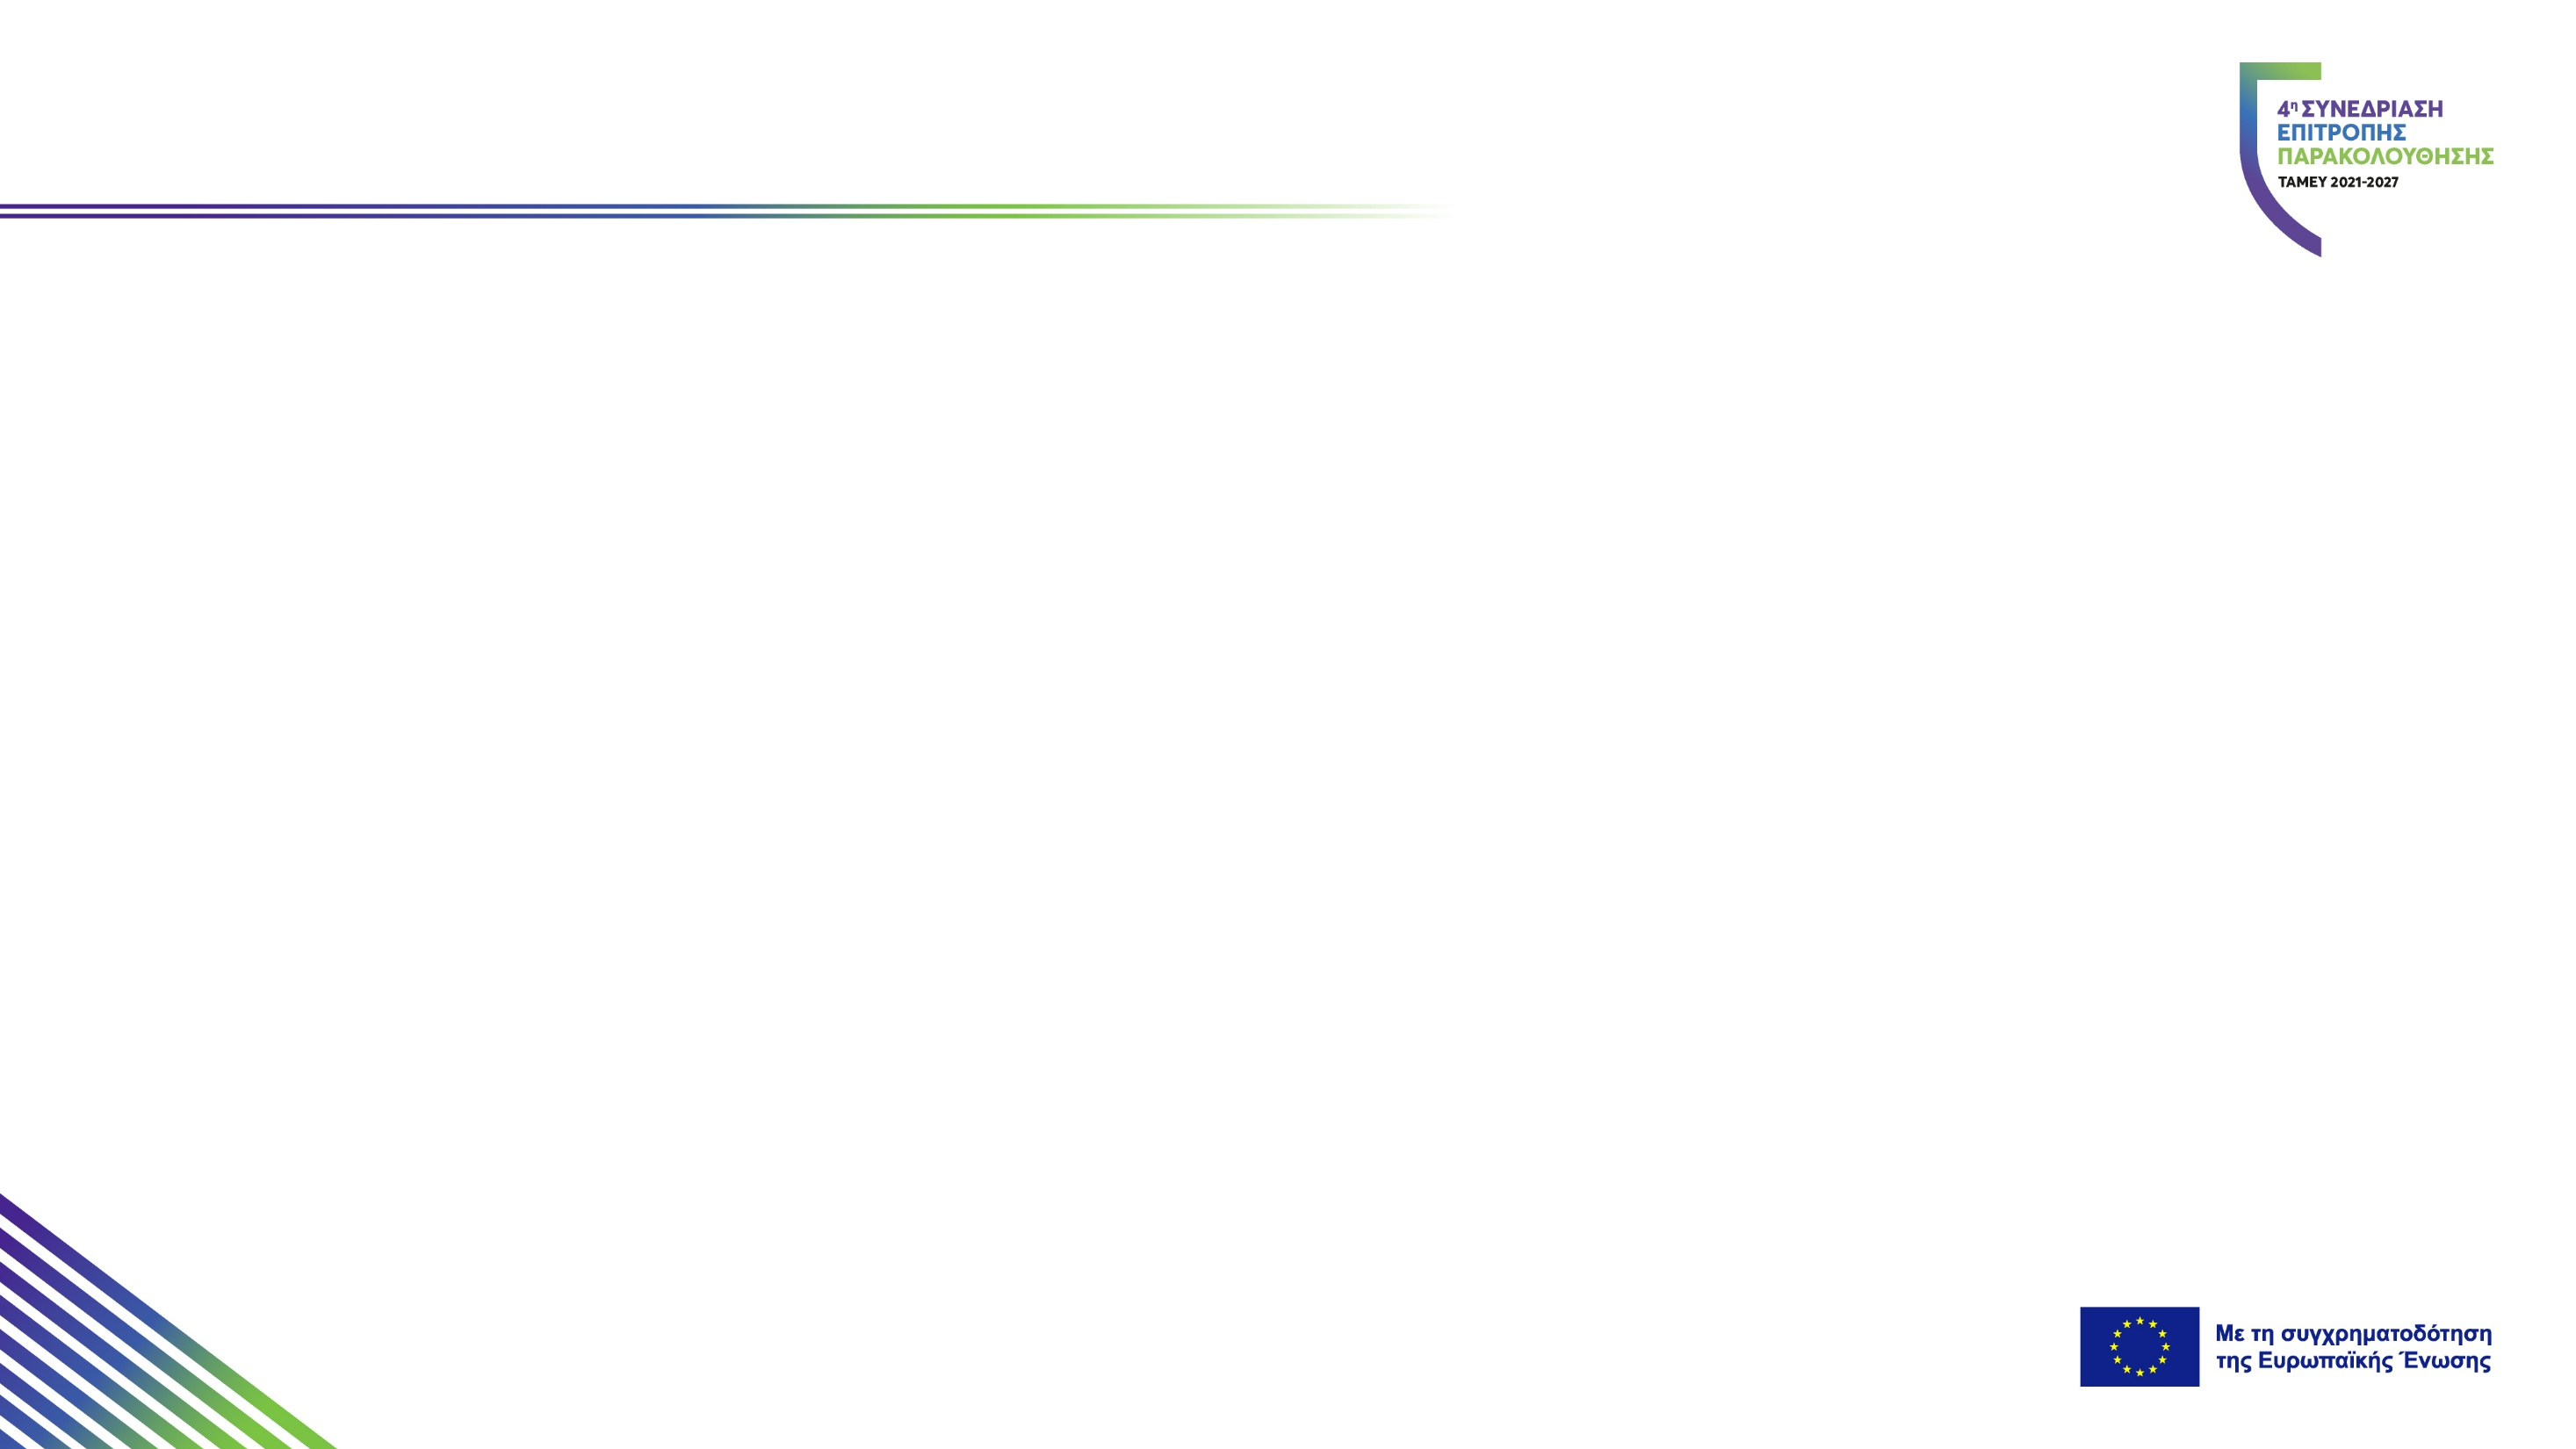 4η ΣΥΝΕΔΡΙΑΣΗ
ΕΠΙΤΡΟΠΗΣ
ΠΑΡΑΚΟΛΟΥΘΗΣΗΣ
ΤΑΜΕΥ 2021-2027
Με τη συγχρηματοδότηση
της Ευρωπαϊκής Ένωσης